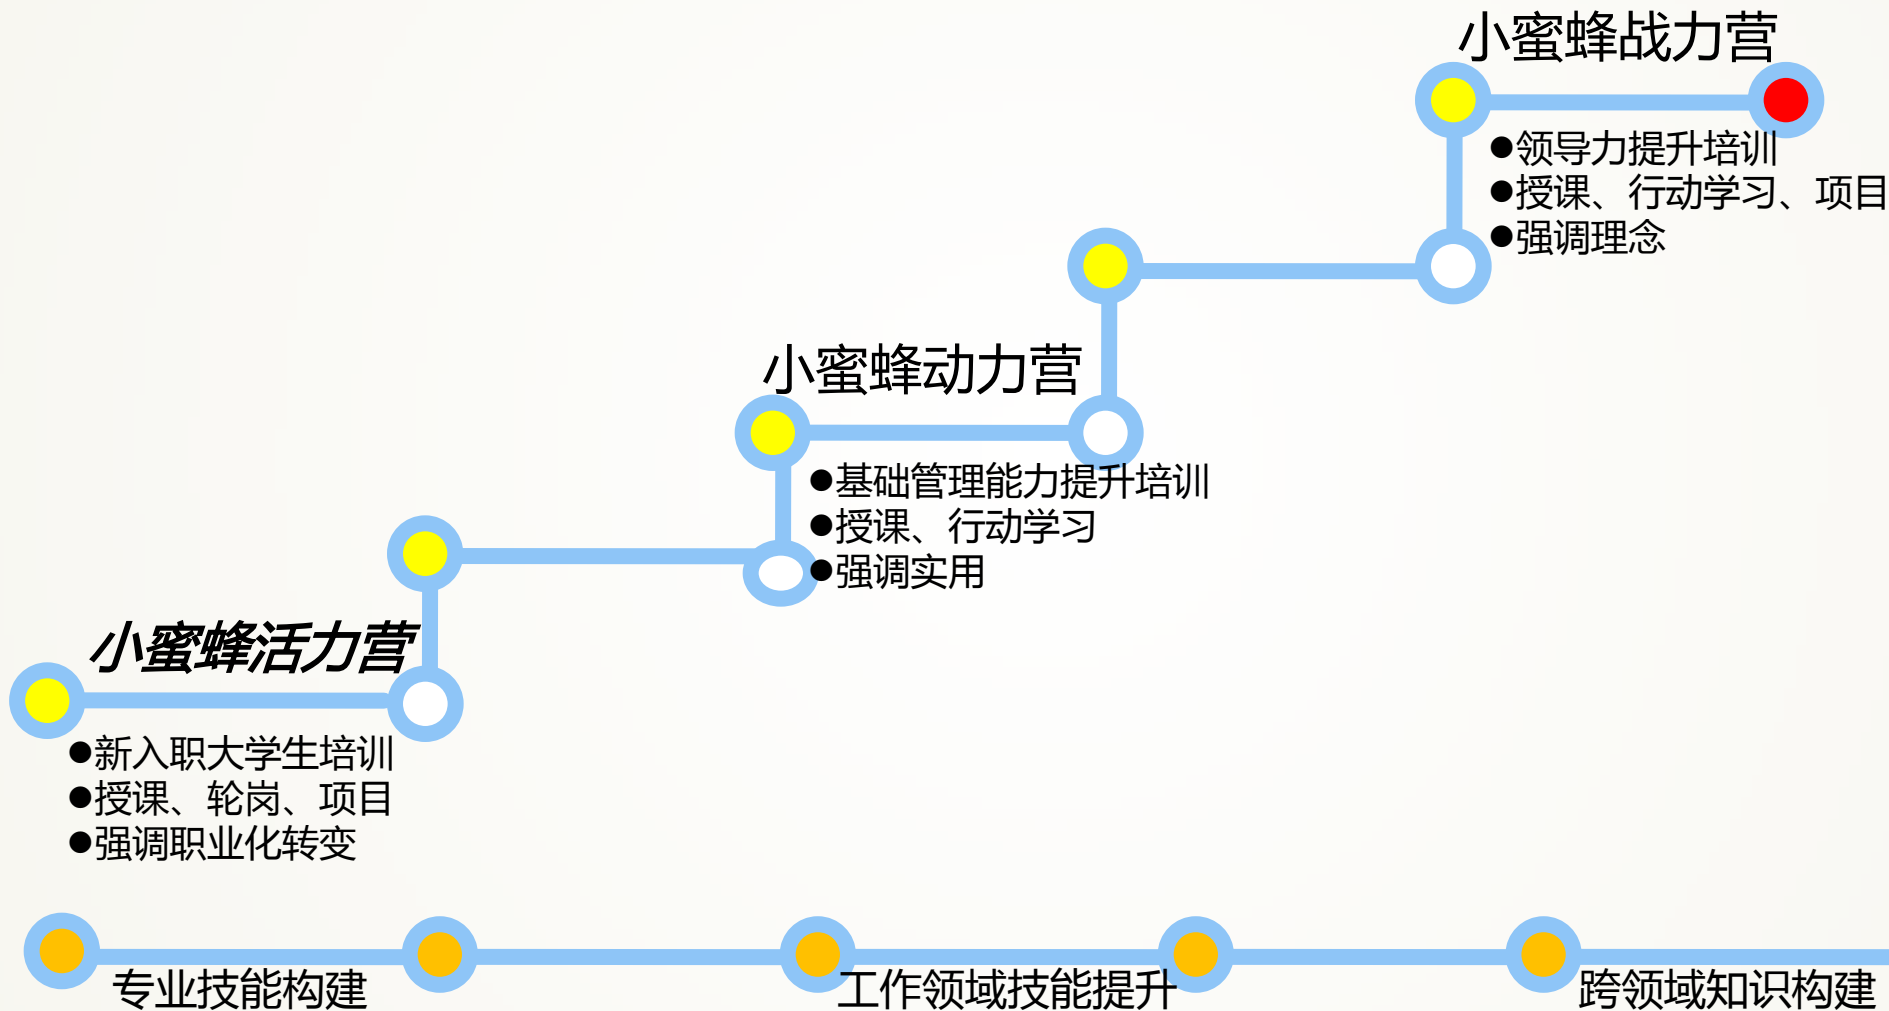 小蜜蜂战力营
●领导力提升培训
●授课、行动学习、项目
●强调理念
小蜜蜂动力营
●基础管理能力提升培训
●授课、行动学习
●强调实用
小蜜蜂活力营
●新入职大学生培训
●授课、轮岗、项目
●强调职业化转变
专业技能构建
工作领域技能提升
跨领域知识构建